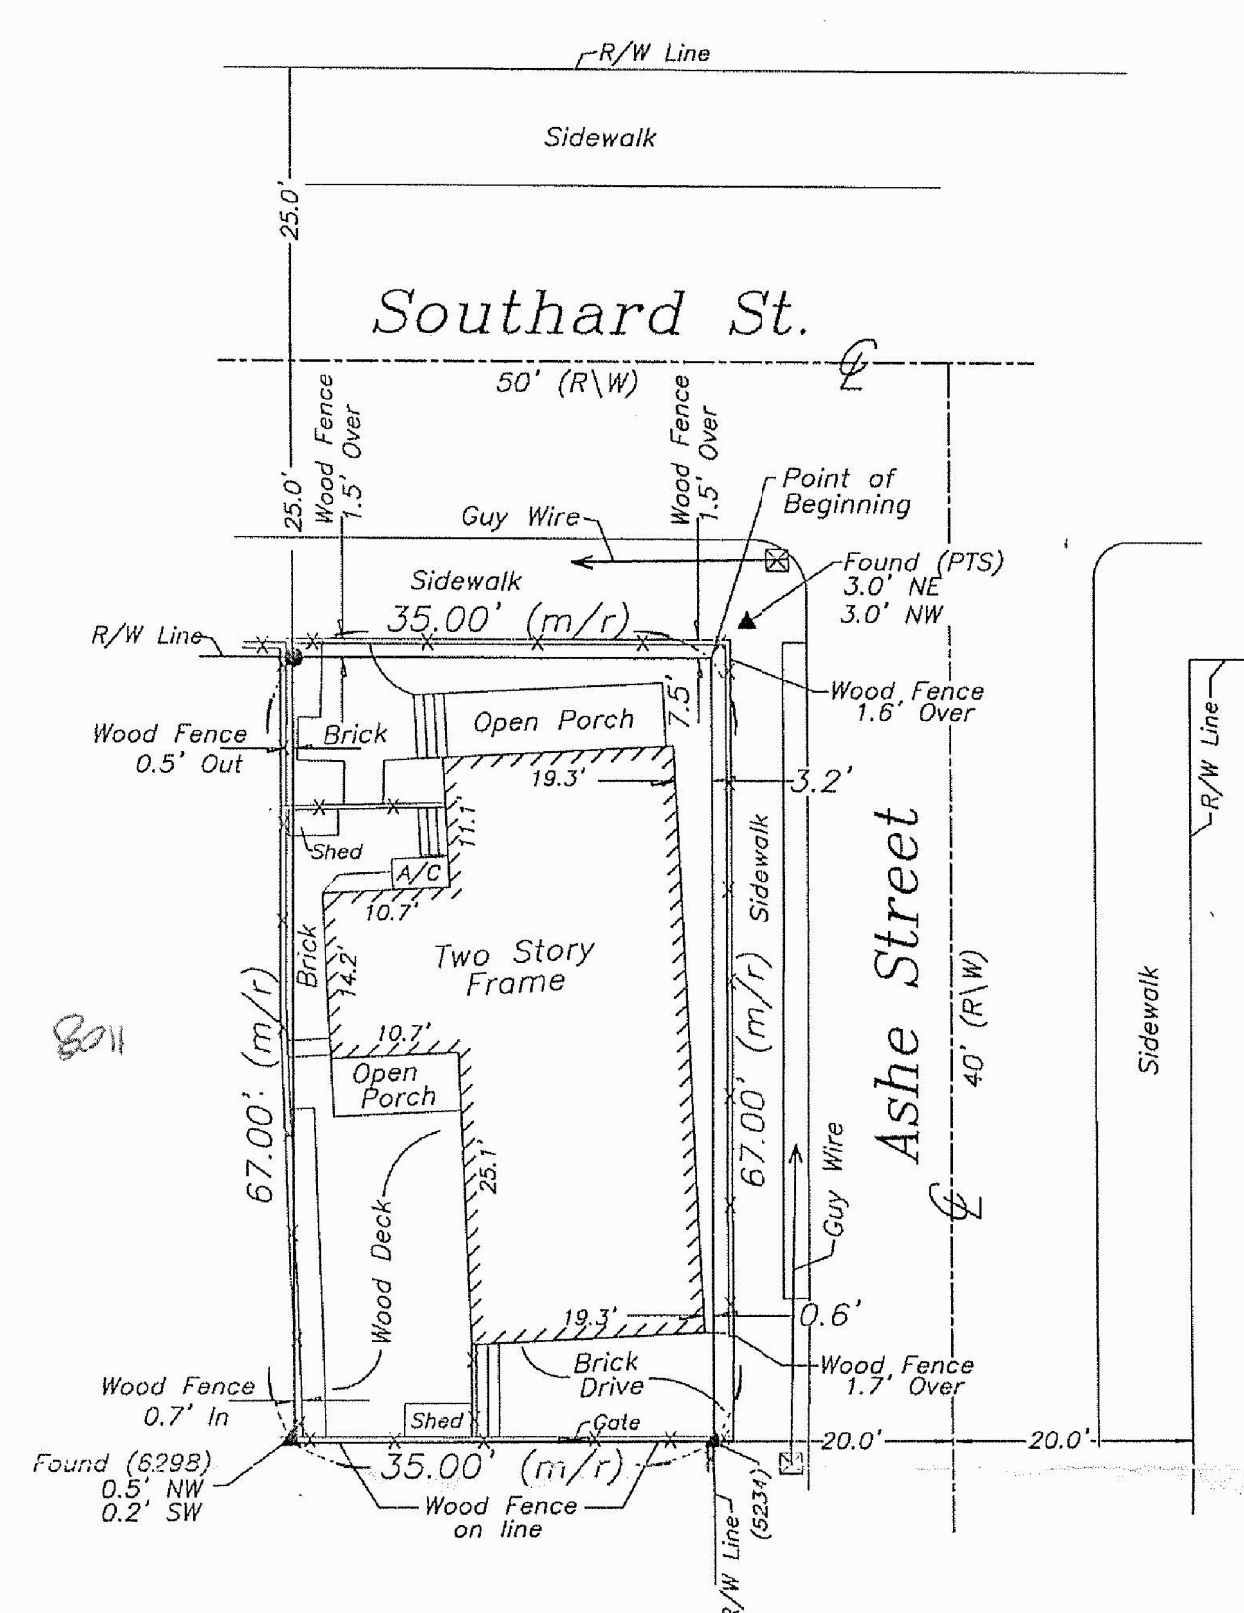 R/W Line
Sidewalk
25.0'
Southard St.
50' (R\W)
℄
25.0'
Wood Fence
1.5' Over
Wood Fence
1.5' Over
Point of
Beginning
Guy Wire
Found (PTS)
3.0' NE
3.0' NW
Sidewalk
35.00' (m/r)
R/W Line
Wood Fence
1.6' Over
7.5'
Open Porch
Wood Fence
0.5' Out
Brick
19.3'
3.2'
R/W Line
11.1'
Shed
A/C
10.7'
Sidewalk
Ashe Street
40' (R\W)
℄
Two Story
Frame
Brick
14.2'
67.00' (m/r)
67.00' (m/r)
Sidewalk
8011
10.7'
Open
Porch
25.1'
Wood Deck
Guy Wire
19.3'
0.6'
Brick
Drive
Wood Fence
1.7' Over
Wood Fence
0.7' In
Shed
Gate
20.0'
20.0'
Found (6298)
0.5' NW
0.2' SW
35.00' (m/r)
Wood Fence
on line
R/W Line
(5234)